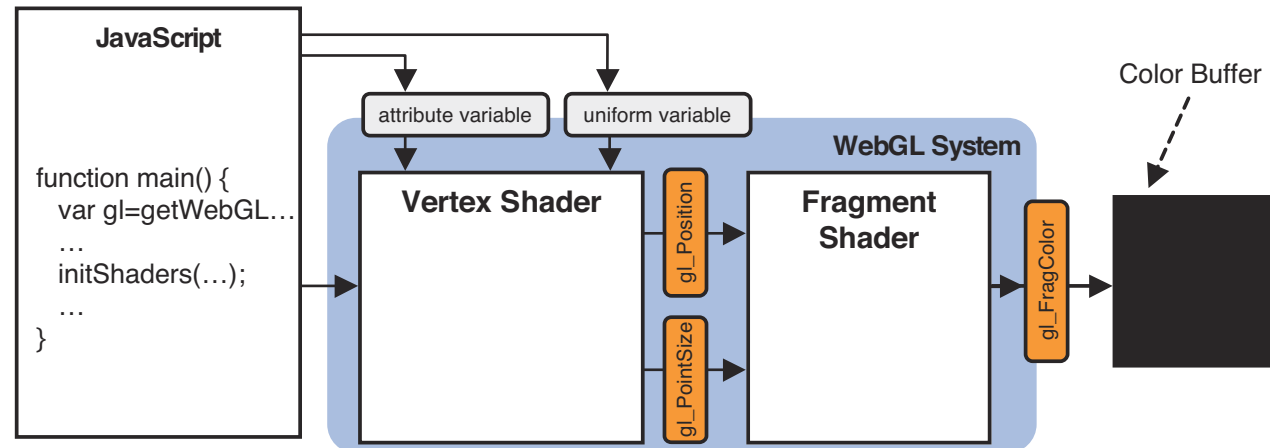 JavaScript
function main() {
var gl=getWebGL…
…
initShaders(…);
…
}
attribute variable
uniform variable
WebGL System
Vertex Shader
gl_Position
gl_PointSize
Fragment
Shader
gl_FragColor
Color Buffer